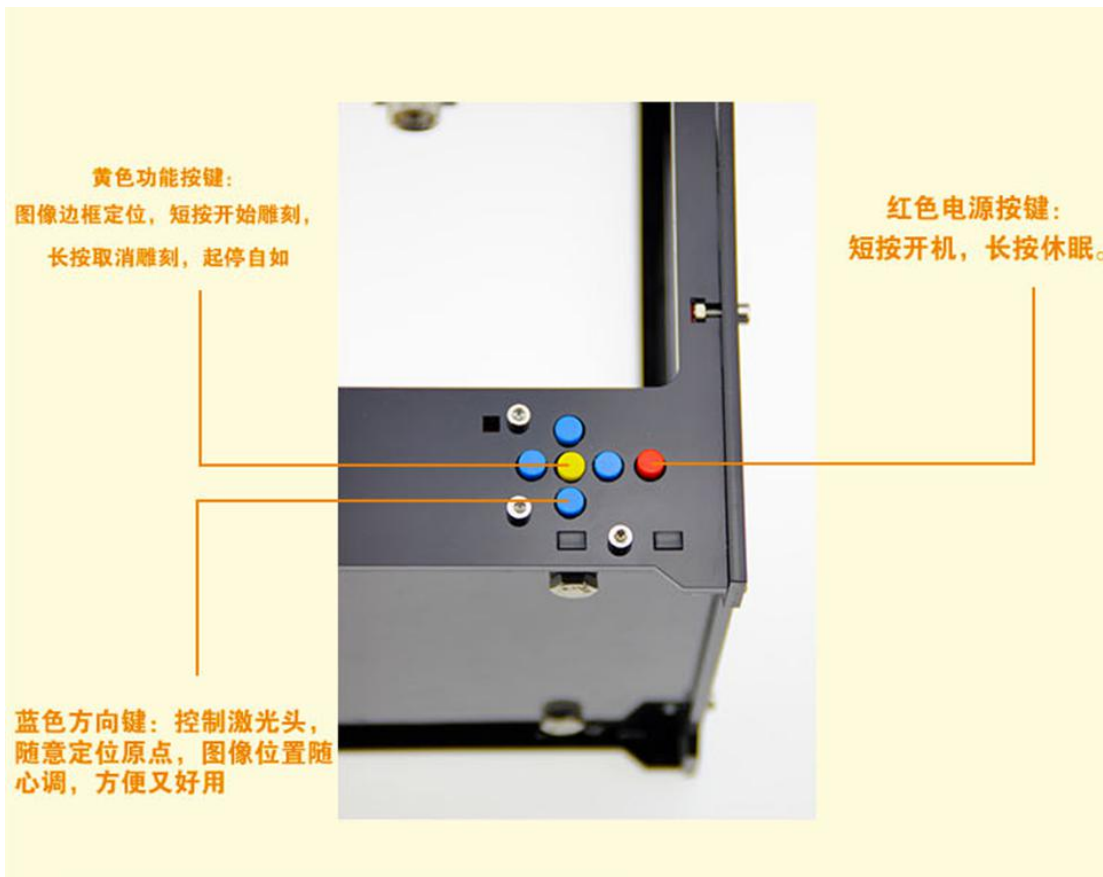 黄色功能按键：
图像边框定位，短按开始雕刻，
长按取消雕刻，起停自如
红色电源按键：
短按开机，长按休眠。
蓝色方向键：控制激光头，
随意定位原点，图像位置随
心调，方便又好用